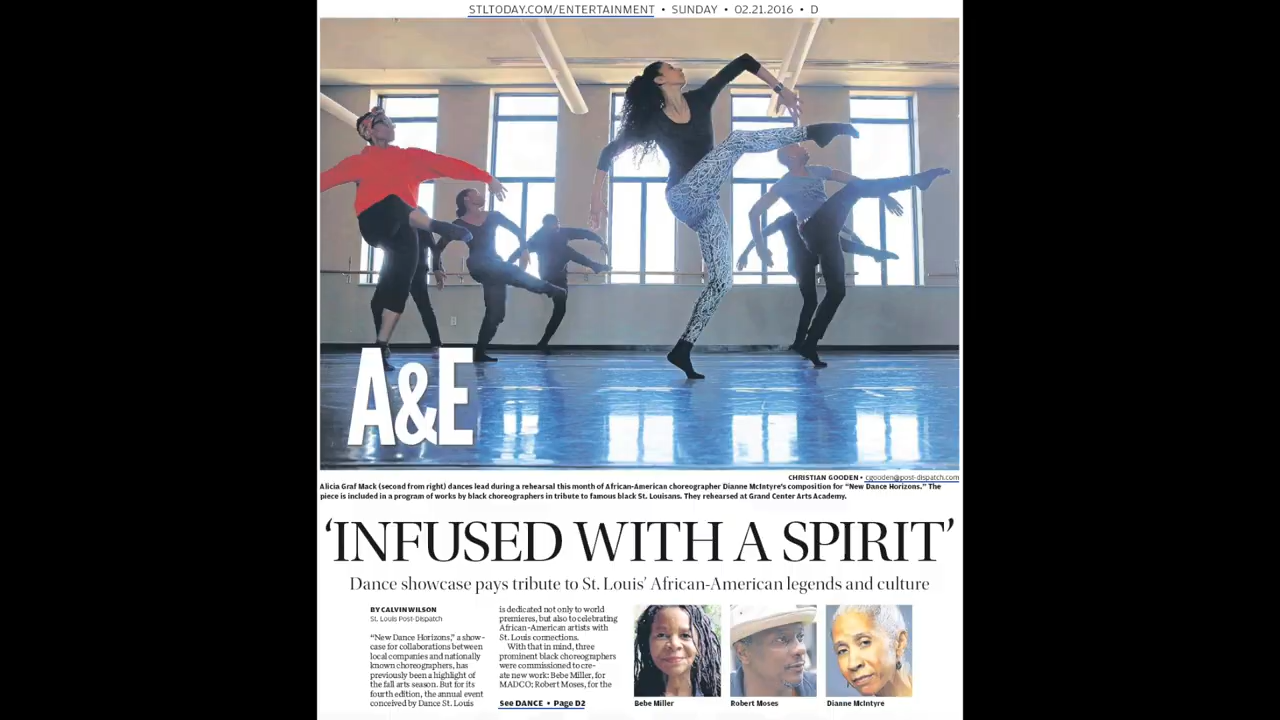 STLTODAY.COM/ENTERTAINMENT • SUNDAY • 02.21.2016 • D
A&E
CHRISTIAN GOODEN • cgooden@post-dispatch.com
Alicia Graf Mack (second from right) dances lead during a rehearsal this month of African-American choreographer Dianne McIntyre's composition for “New Dance Horizons.” The
piece is included in a program of works by black choreographers in tribute to famous black St. Louisans. They rehearsed at Grand Center Arts Academy.
‘INFUSED WITH A SPIRIT’
Dance showcase pays tribute to St. Louis’ African-American legends and culture
BY CALVIN WILSON
St. Louis Post-Dispatch
“New Dance Horizons,” a show-
case for collaborations between
local companies and nationally
known choreographers, has
previously been a highlight of
the fall arts season. But for its
fourth edition, the annual event
conceived by Dance St. Louis
is dedicated not only to world
premieres, but also to celebrating
African-American artists with
St. Louis connections.
With that in mind, three
prominent black choreographers
were commissioned to cre-
ate new work: Bebe Miller, for
MADCO; Robert Moses, for the
See DANCE • Page D2
Bebe Miller
Robert Moses
Dianne McIntyre